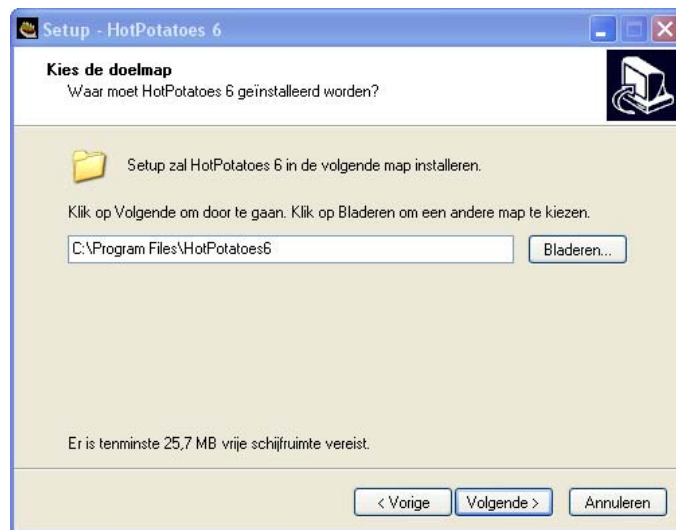 Setup - HotPotatoes 6
Kies de doelmap
Waar moet HotPotatoes 6 geïnstalleerd worden?
Setup zal HotPotatoes 6 in de volgende map installeren.
Klik op Volgende om door te gaan. Klik op Bladeren om een andere map te kiezen.
C:\Program Files\HotPotatoes6
Bladeren...
Er is tenminste 25,7 MB vrije schijfruimte vereist.
< Vorige
Volgende >
Annuleren